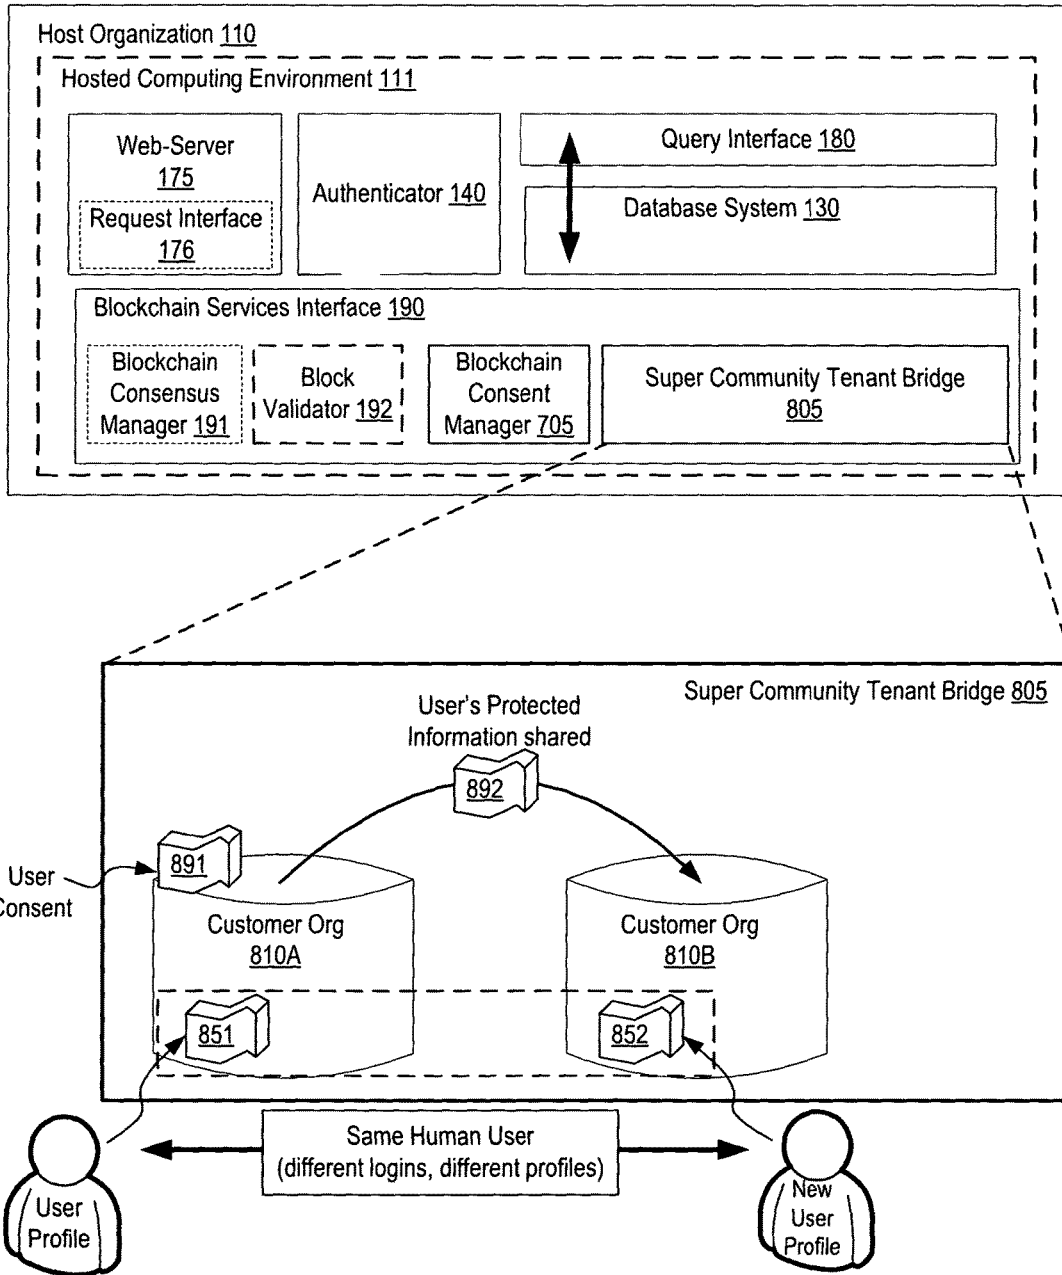 Host Organization 110
Hosted Computing Environment 111
Web-Server
175
Request Interface
176
Authenticator 140
Query Interface 180
Database System 130
Blockchain Services Interface 190
Blockchain
Consensus
Manager 191
Block
Validator 192
Blockchain
Consent
Manager 705
Super Community Tenant Bridge
805
Super Community Tenant Bridge 805
User's Protected
Information shared
892
891
User
Consent
Customer Org
810A
Customer Org
810B
851
852
Same Human User
(different logins, different profiles)
User
Profile
New
User
Profile